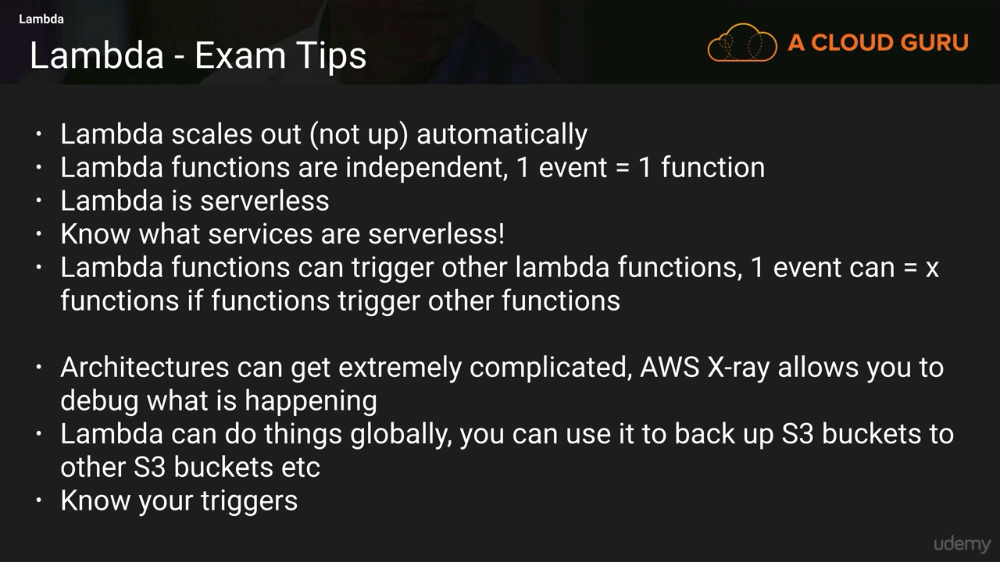 Lambda
Lambda - Exam Tips
A CLOUD GURU
• Lambda scales out (not up) automatically
• Lambda functions are independent, 1 event = 1 function
• Lambda is serverless
• Know what services are serverless!
• Lambda functions can trigger other lambda functions, 1 event can = x
functions if functions trigger other functions
• Architectures can get extremely complicated, AWS X-ray allows you to
debug what is happening
• Lambda can do things globally, you can use it to back up S3 buckets to
other S3 buckets etc
• Know your triggers
udemy